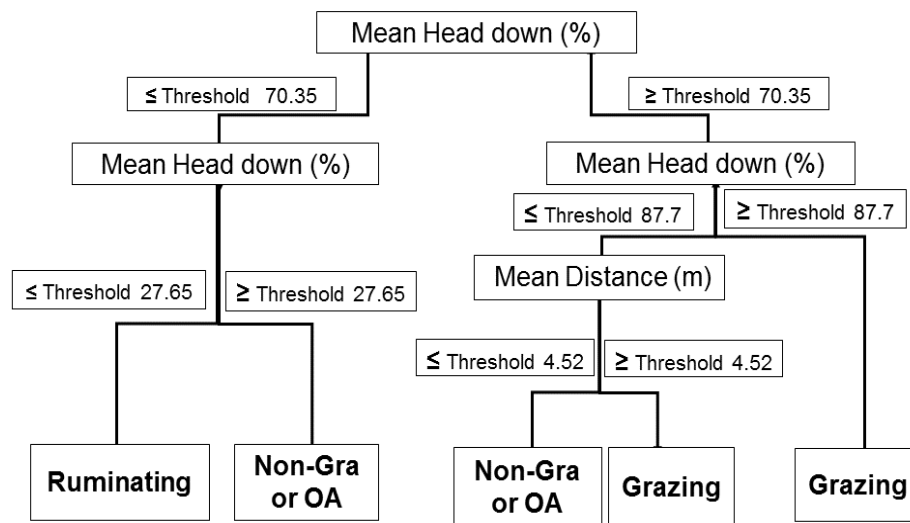 Mean Head down (%)
≤ Threshold 70.35
≥ Threshold 70.35
Mean Head down (%)
Mean Head down (%)
≤ Threshold 87.7
≥ Threshold 87.7
Mean Distance (m)
≤ Threshold 27.65
≥ Threshold 27.65
≤ Threshold 4.52
≥ Threshold 4.52
Ruminating
Non-Gra
or OA
Non-Gra
or OA
Grazing
Grazing